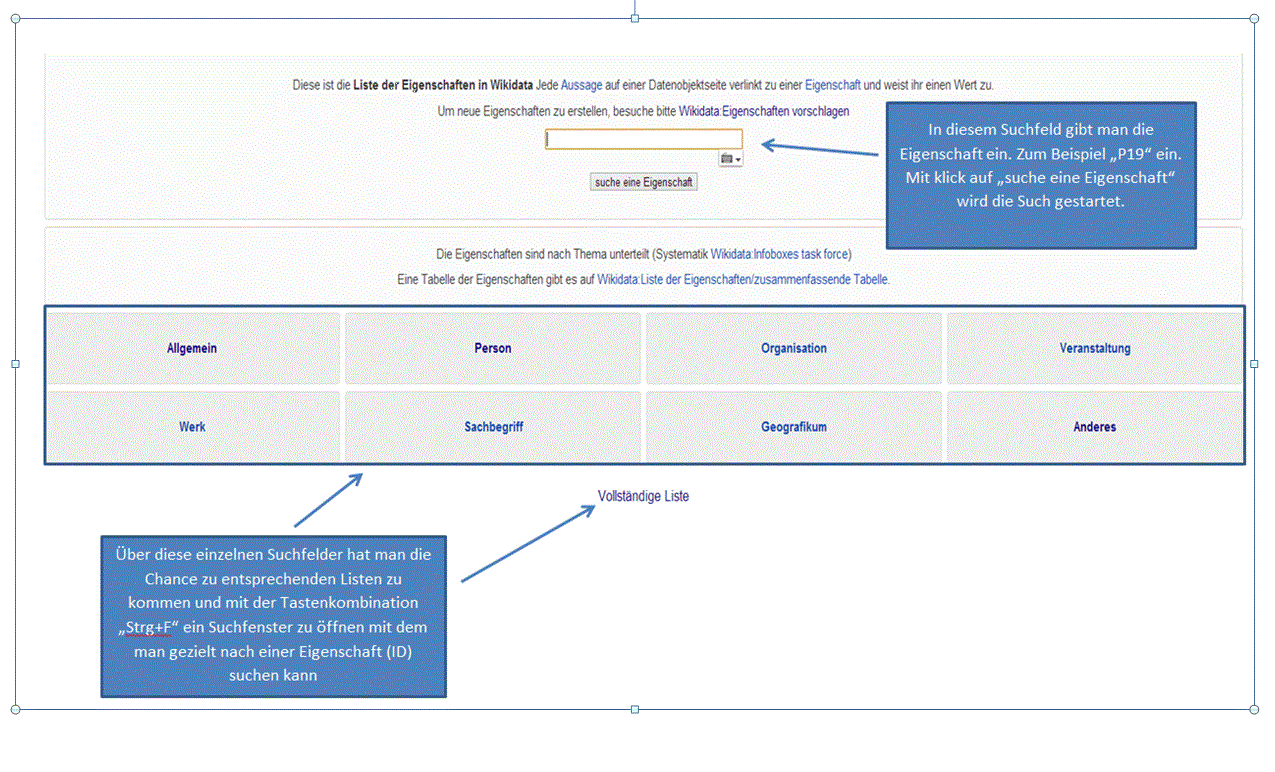 Diese ist die Liste der Eigenschaften in Wikidata Jede Aussage auf einer Datenobjektseite verlinkt zu einer Eigenschaft und weist ihr einen Wert zu.
Um neue Eigenschaften zu erstellen, besuche bitte Wikidata:Eigenschaften vorschlagen
suche eine Eigenschaft
In diesem Suchfeld gibt man die
Eigenschaft ein. Zum Beispiel „P19“ ein.
Mit klick auf „suche eine Eigenschaft“
wird die Such gestartet.
Die Eigenschaften sind nach Thema unterteilt (Systematik Wikidata:Infoboxes task force)
Eine Tabelle der Eigenschaften gibt es auf Wikidata:Liste der Eigenschaften/zusammenfassende Tabelle.
Allgemein
Person
Organisation
Veranstaltung
Werk
Sachbegriff
Geografikum
Anderes
Vollständige Liste
Über diese einzelnen Suchfelder hat man die
Chance zu entsprechenden Listen zu
kommen und mit der Tastenkombination
„Strg+F“ ein Suchfenster zu öffnen mit dem
man gezielt nach einer Eigenschaft (ID)
suchen kann